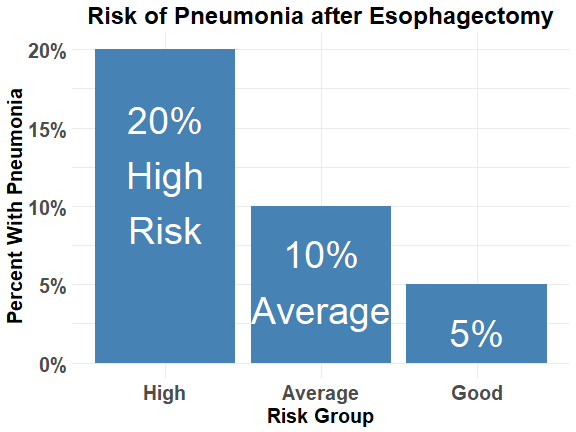 Risk of Pneumonia after Esophagectomy
Percent With Pneumonia
20%
15%
10%
5%
0%
20%
High
Risk
10%
Average
5%
High
Average
Good
Risk Group